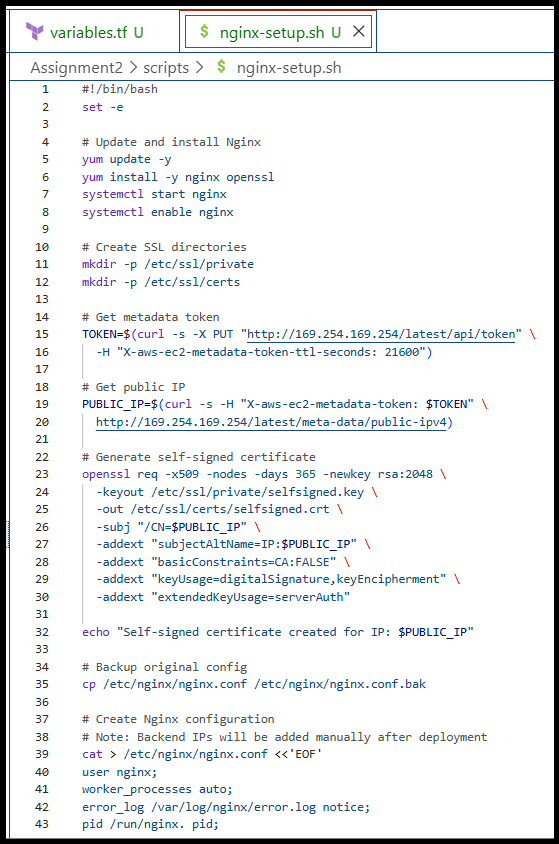 variables.tf U
$ nginx-setup.sh U
Assignment2 > scripts > $ nginx-setup.sh
1 #!/bin/bash
2 set -e
3
4 # Update and install Nginx
5 yum update -y
6 yum install -y nginx openssl
7 systemctl start nginx
8 systemctl enable nginx
9
10 # Create SSL directories
11 mkdir -p /etc/ssl/private
12 mkdir -p /etc/ssl/certs
13
14 # Get metadata token
15 TOKEN=$(curl -s -X PUT "http://169.254.169.254/latest/api/token" \
16 -H "X-aws-ec2-metadata-token-ttl-seconds: 21600")
17
18 # Get public IP
19 PUBLIC_IP=$(curl -s -H "X-aws-ec2-metadata-token: $TOKEN" \
20 http://169.254.169.254/latest/meta-data/public-ipv4)
21
22 # Generate self-signed certificate
23 openssl req -x509 -nodes -days 365 -newkey rsa:2048 \
24 -keyout /etc/ssl/private/selfsigned.key \
25 -out /etc/ssl/certs/selfsigned.crt \
26 -subj "/CN=$PUBLIC_IP" \
27 -addext "subjectAltName=IP:$PUBLIC_IP" \
28 -addext "basicConstraints=CA:FALSE" \
29 -addext "keyUsage=digitalSignature,keyEncipherment" \
30 -addext "extendedKeyUsage=serverAuth"
31
32 echo "Self-signed certificate created for IP: $PUBLIC_IP"
33
34 # Backup original config
35 cp /etc/nginx/nginx.conf /etc/nginx/nginx.conf.bak
36
37 # Create Nginx configuration
38 # Note: Backend IPs will be added manually after deployment
39 cat > /etc/nginx/nginx.conf <<'EOF'
40 user nginx;
41 worker_processes auto;
42 error_log /var/log/nginx/error.log notice;
43 pid /run/nginx. pid;